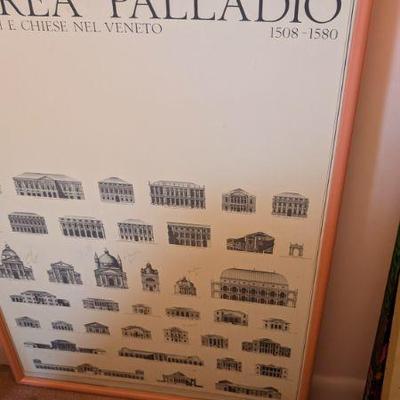 REA PALLADIO
I E CHIESE NEL VENETO 1508-1580